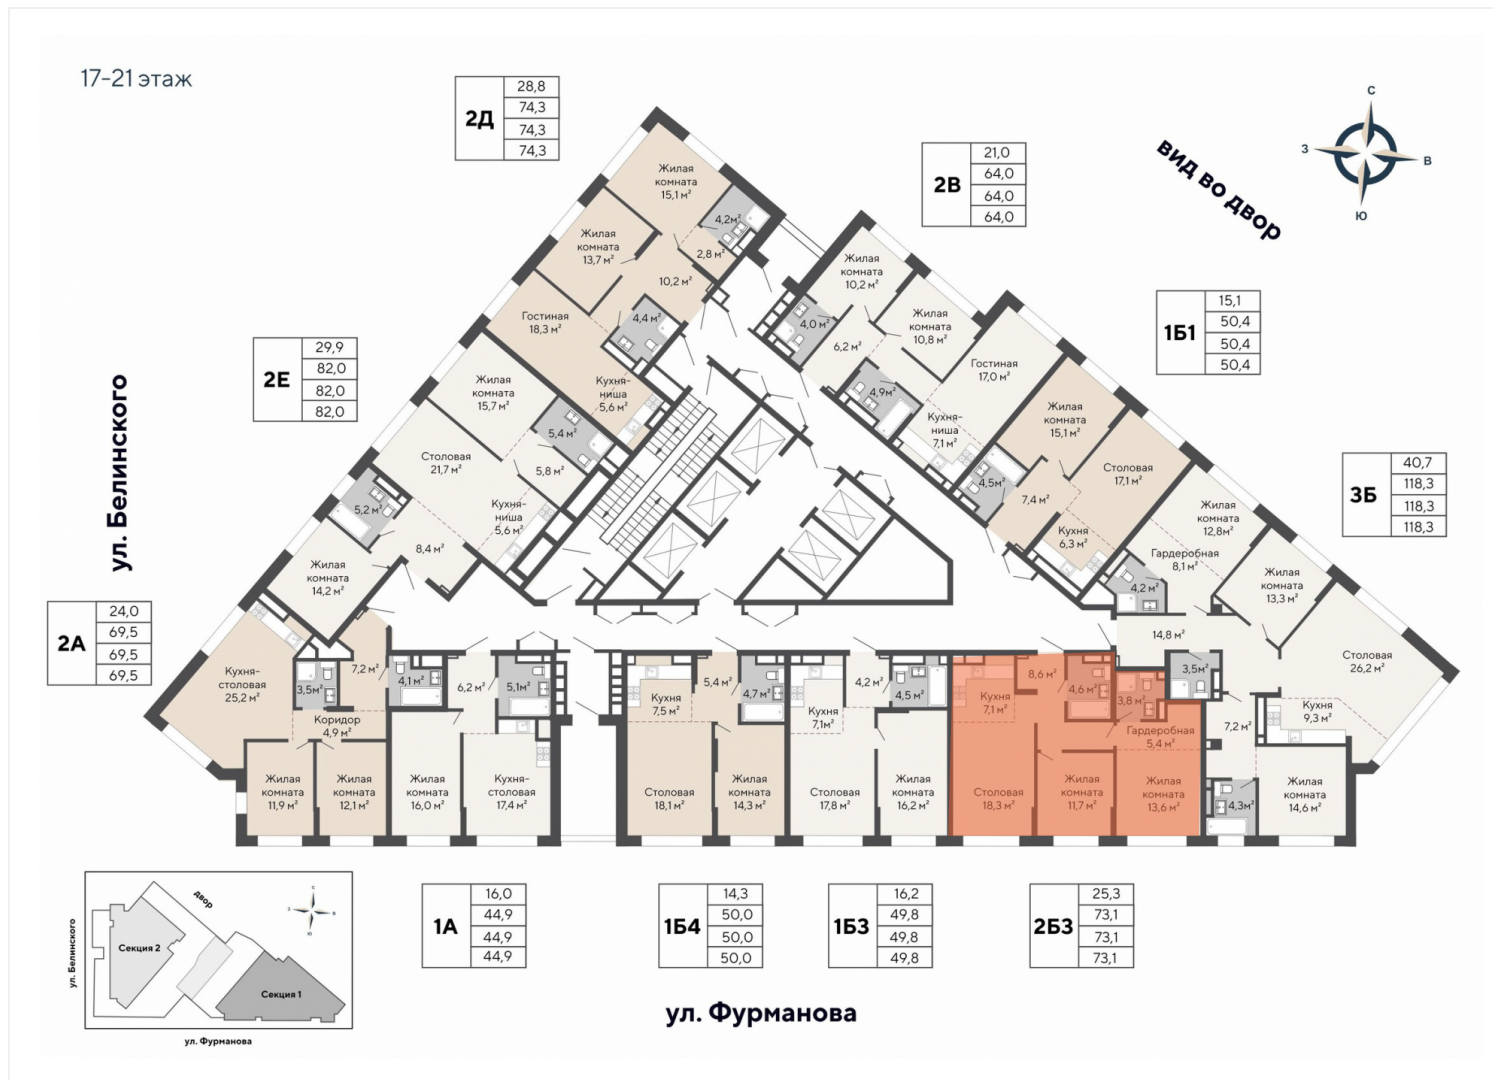 17–21 этаж
2Д
28,8
74,3
74,3
74,3
2В
21,0
64,0
64,0
64,0
С
З
В
Ю
вид во двор
1Б1
15,1
50,4
50,4
50,4
2Е
29,9
82,0
82,0
82,0
ул. Белинского
3Б
40,7
118,3
118,3
118,3
2А
24,0
69,5
69,5
69,5
Жилая
комната
15,1 м²
4,2м²
2,8 м²
Жилая
комната
13,7 м²
10,2 м²
Гостиная
18,3 м²
4,4 м²
Кухня-
ниша
5,6 м²
Жилая
комната
10,2 м²
4,0 м²
6,2 м²
Жилая
комната
10,8 м²
Гостиная
17,0 м²
4,9м²
Кухня-
ниша
7,1 м²
Жилая
комната
15,1 м²
Столовая
17,1 м²
4,5м²
7,4 м²
Кухня
6,3 м²
Жилая
комната
15,7 м²
5,4 м²
Столовая
21,7 м²
5,8 м²
5,2 м²
Кухня-
ниша
5,6 м²
8,4 м²
Жилая
комната
14,2 м²
Жилая
комната
12,8м²
Гардеробная
8,1 м²
4,2 м²
Жилая
комната
13,3 м²
14,8 м²
Столовая
26,2 м²
3,5м²
Кухня
9,3 м²
7,2 м²
4,3м²
Жилая
комната
14,6 м²
Кухня-
столовая
25,2 м²
3,5м²
7,2 м²
Коридор
4,9 м²
Жилая
комната
11,9 м²
Жилая
комната
12,1 м²
4,1 м²
6,2 м²
5,1м²
Жилая
комната
16,0 м²
Кухня-
столовая
17,4 м²
Кухня
7,5 м²
5,4 м²
4,7 м²
Столовая
18,1 м²
Жилая
комната
14,3 м²
Кухня
7,1м²
4,2 м²
4,5 м²
Столовая
17,8 м²
Жилая
комната
16,2 м²
Кухня
7,1 м²
8,6 м²
4,6 м²
3,8 м²
Гардеробная
5,4 м²
Столовая
18,3 м²
Жилая
комната
11,7 м²
Жилая
комната
13,6 м²
1А
16,0
44,9
44,9
44,9
1Б4
14,3
50,0
50,0
50,0
1Б3
16,2
49,8
49,8
49,8
2Б3
25,3
73,1
73,1
73,1
ул. Фурманова
двор
с
з
в
ю
ул. Белинского
Секция 2
Секция 1
ул. Фурманова